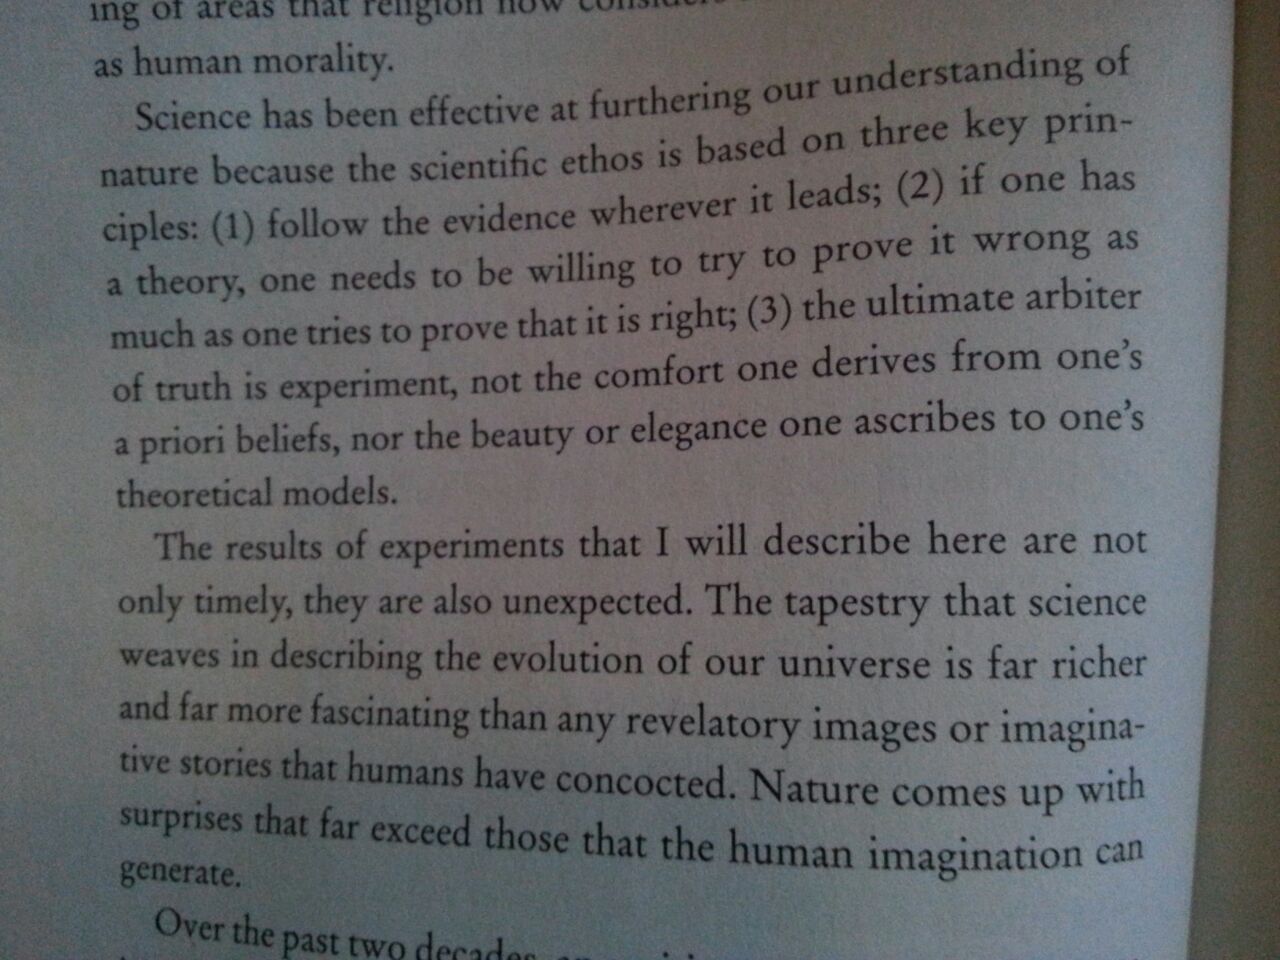 ing of areas that religion now considers
as human morality.
Science has been effective at furthering our understanding of
nature because the scientific ethos is based on three key prin-
ciples: (1) follow the evidence wherever it leads; (2) if one has
a theory, one needs to be willing to try to prove it wrong as
much as one tries to prove that it is right; (3) the ultimate arbiter
of truth is experiment, not the comfort one derives from one's
a priori beliefs, nor the beauty or elegance one ascribes to one's
theoretical models.
The results of experiments that I will describe here are not
only timely, they are also unexpected. The tapestry that science
weaves in describing the evolution of our universe is far richer
and far more fascinating than any revelatory images or imagina-
tive stories that humans have concocted. Nature comes up with
surprises that far exceed those that the human imagination can
generate.
Over the past two decades,